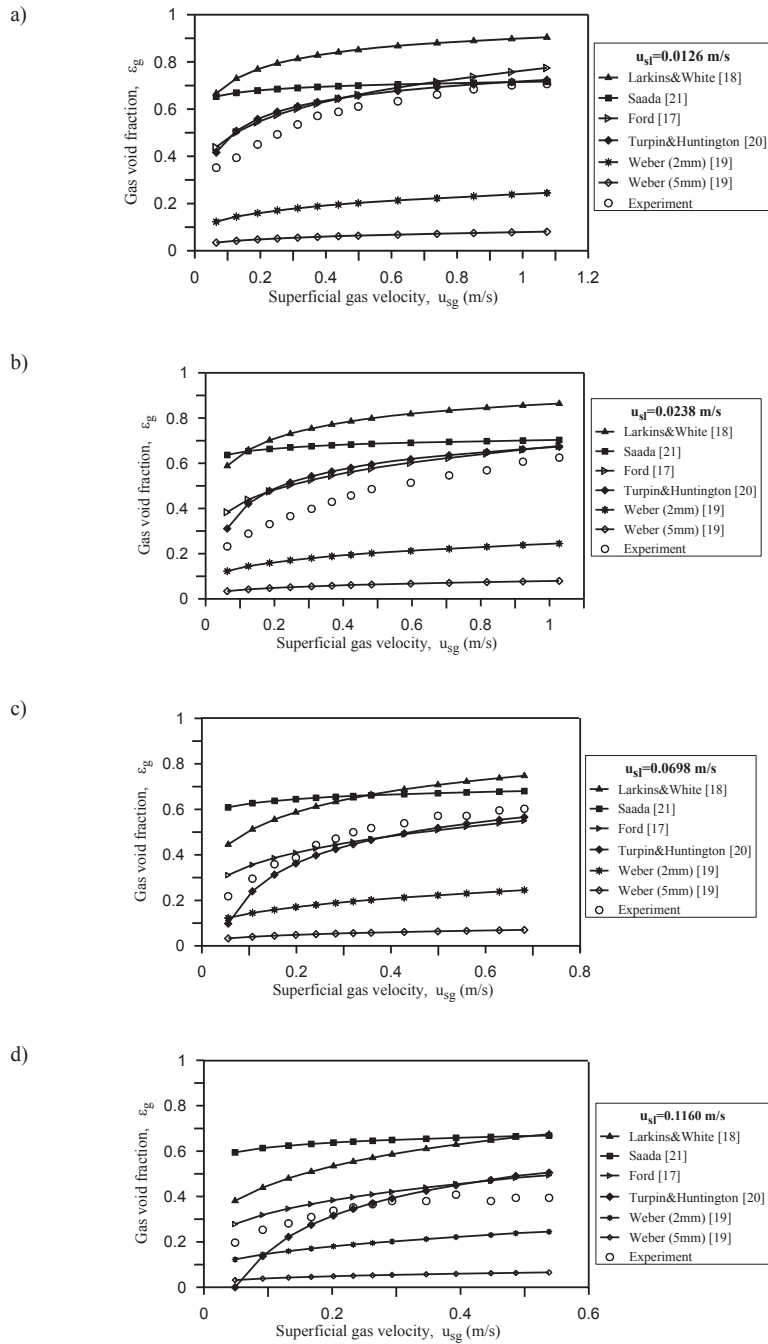 a)
1
0.8
0.6
0.4
0.2
0
Gas void fraction, εg
0 0.2 0.4 0.6 0.8 1 1.2
Superficial gas velocity, usg (m/s)
usl=0.0126 m/s
Larkins&White [18]
Saada [21]
Ford [17]
Turpin&Huntington [20]
Weber (2mm) [19]
Weber (5mm) [19]
Experiment
b)
1
0.8
0.6
0.4
0.2
0
Gas void fraction, εg
0 0.2 0.4 0.6 0.8 1
Superficial gas velocity, usg (m/s)
usl=0.0238 m/s
Larkins&White [18]
Saada [21]
Ford [17]
Turpin&Huntington [20]
Weber (2mm) [19]
Weber (5mm) [19]
Experiment
c)
1
0.8
0.6
0.4
0.2
0
Gas void fraction, εg
0 0.2 0.4 0.6 0.8
Superficial gas velocity, usg (m/s)
usl=0.0698 m/s
Larkins&White [18]
Saada [21]
Ford [17]
Turpin&Huntington [20]
Weber (2mm) [19]
Weber (5mm) [19]
Experiment
d)
1
0.8
0.6
0.4
0.2
0
Gas void fraction, εg
0 0.2 0.4 0.6
Superficial gas velocity, usg (m/s)
usl=0.1160 m/s
Larkins&White [18]
Saada [21]
Ford [17]
Turpin&Huntington [20]
Weber (2mm) [19]
Weber (5mm) [19]
Experiment